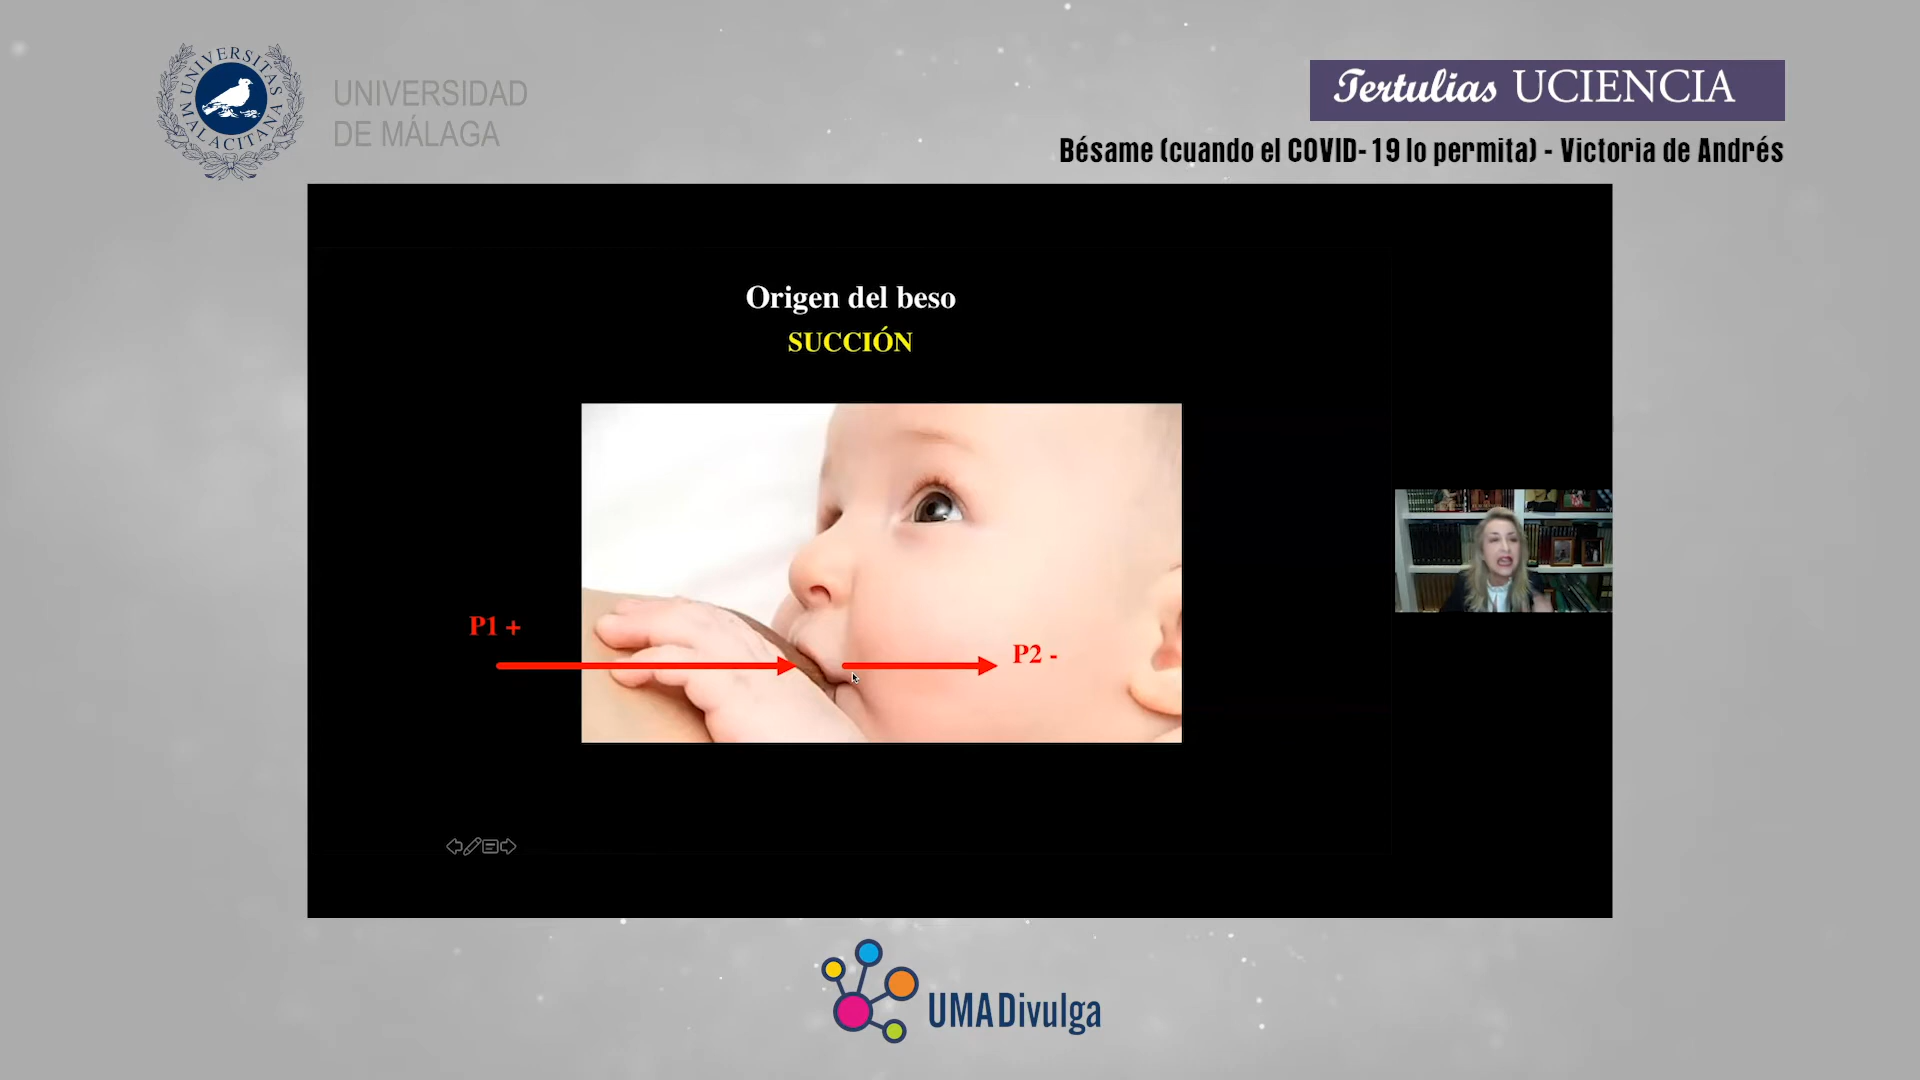 UNIVERSITAS MALACITANA
UNIVERSIDAD
DE MÁLAGA
Tertulias UCIENCIA
Bésame (cuando el COVID-19 lo permita) - Victoria de Andrés
Origen del beso
SUCCIÓN
P1 +
P2 -
UMADivulga